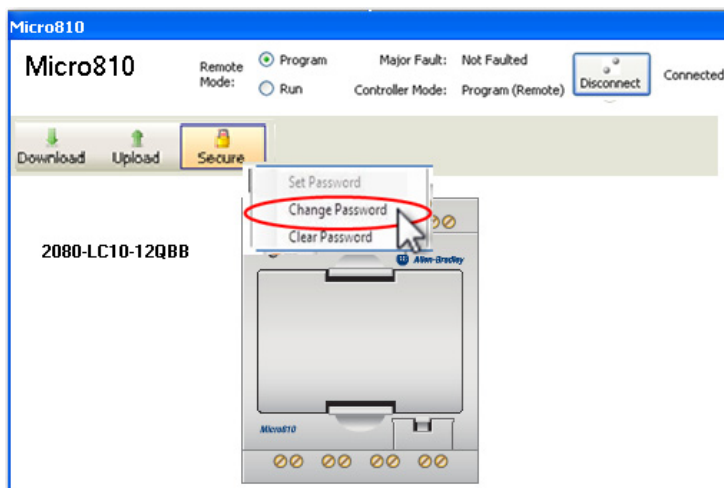 Micro810
Micro810
Remote Mode:
Program
Run
Major Fault: Not Faulted
Controller Mode: Program (Remote)
Disconnect
Connected
Download Upload Secure
Set Password
Change Password
Clear Password
2080-LC10-12QBB
Allen-Bradley
Micro810